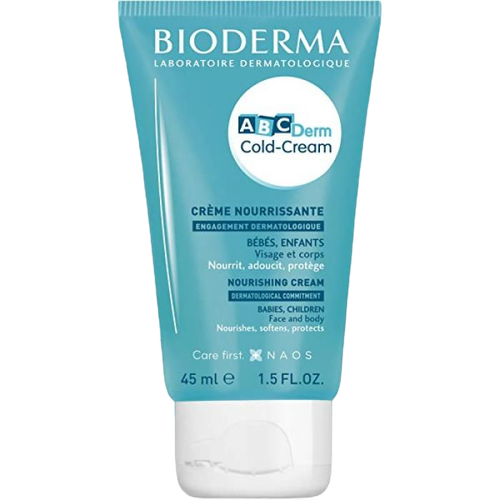 BIODERMA
LABORATOIRE DERMATOLOGIQUE
ABCDerm
Cold-Cream
CRÈME NOURRISSANTE
ENGAGEMENT DERMATOLOGIQUE
BÉBÉS, ENFANTS
Visage et corps
Nourrit, adoucit, protège
NOURISHING CREAM
DERMATOLOGICAL COMMITMENT
BABIES, CHILDREN
Face and body
Nourishes, softens, protects
Care first. NAOS
45 ml ℮ 1.5 FL.OZ.